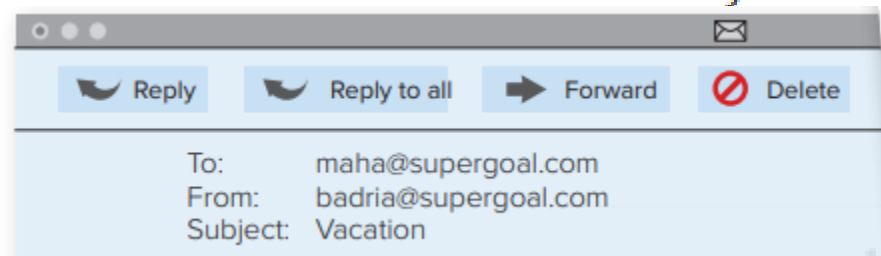 Reply Reply to all Forward Delete
To: maha@supergoal.com
From: badria@supergoal.com
Subject: Vacation